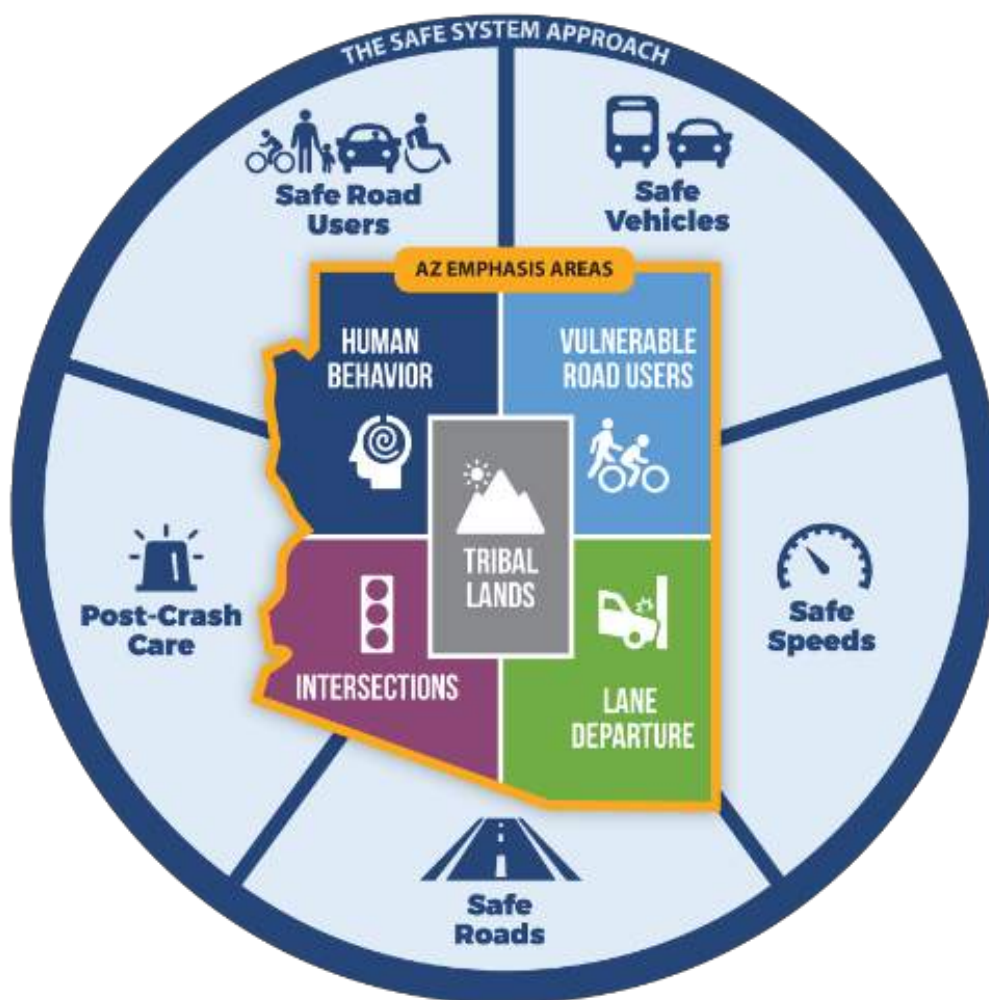 THE SAFE SYSTEM APPROACH
Safe Road
Users
Safe
Vehicles
AZ EMPHASIS AREAS
HUMAN
BEHAVIOR
VULNERABLE
ROAD USERS
TRIBAL
LANDS
INTERSECTIONS
LANE
DEPARTURE
Post-Crash
Care
Safe
Speeds
Safe
Roads